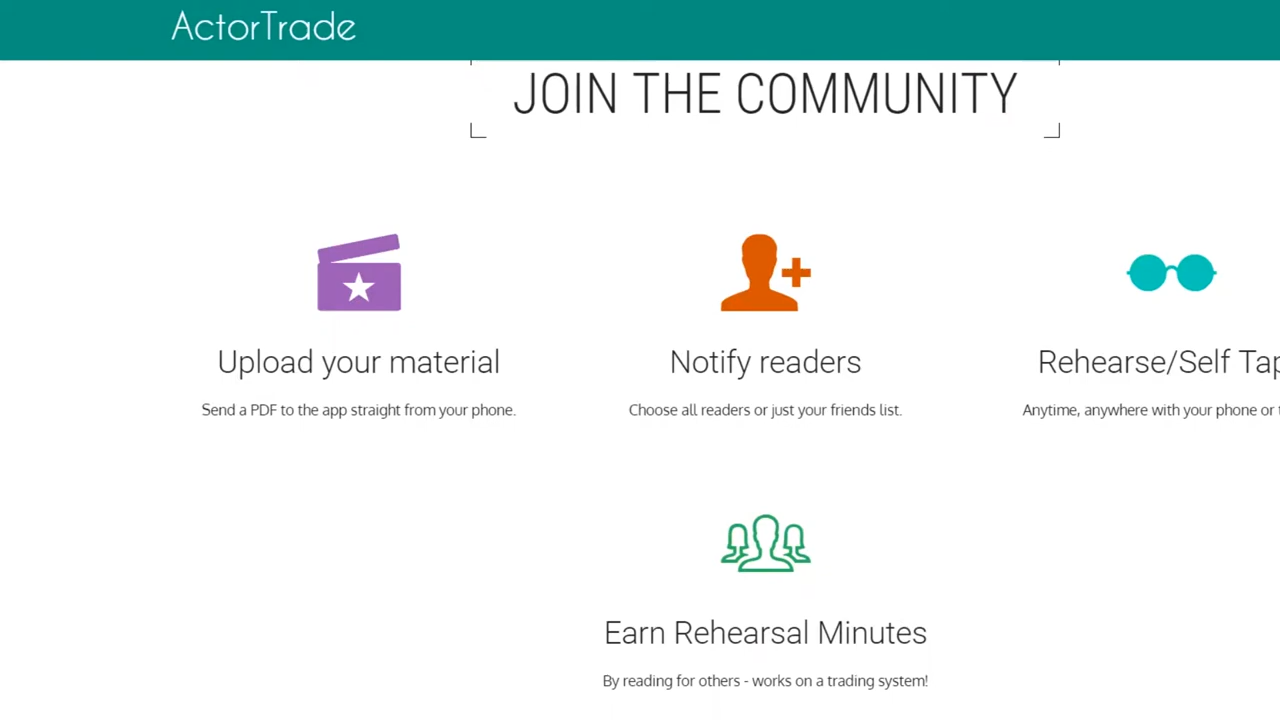 ActorTrade
JOIN THE COMMUNITY
Upload your material
Send a PDF to the app straight from your phone.
Notify readers
Choose all readers or just your friends list.
Rehearse/Self
Anytime, anywhere with your phone or
Earn Rehearsal Minutes
By reading for others - works on a trading system!